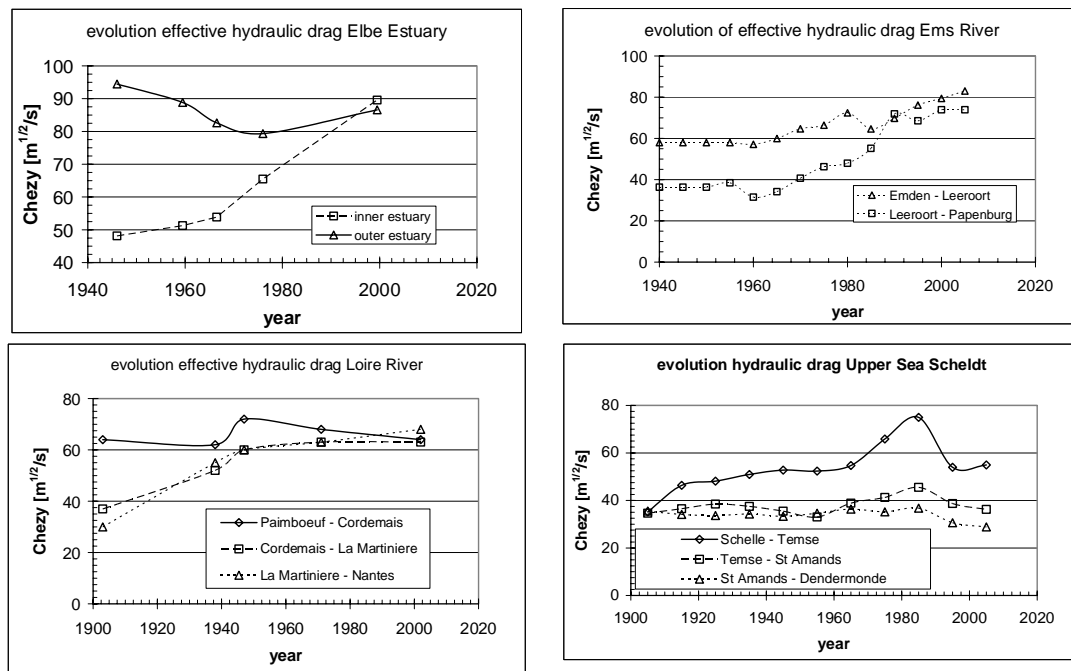 evolution effective hydraulic drag Elbe Estuary
100
90
80
70
60
50
40
Chezy [m1/2/s]
inner estuary
outer estuary
1940 1960 1980 2000 2020
year
evolution of effective hydraulic drag Ems River
100
80
60
40
20
0
Chezy [m1/2/s]
Emden - Leeroort
Leeroort - Papenburg
1940 1950 1960 1970 1980 1990 2000 2010
year
evolution effective hydraulic drag Loire River
80
60
40
20
0
Chezy [m1/2/s]
Paimboeuf - Cordemais
Cordemais - La Martiniere
La Martiniere - Nantes
1900 1920 1940 1960 1980 2000 2020
year
evolution hydraulic drag Upper Sea Scheldt
80
60
40
20
0
Chezy [m1/2/s]
Schelle - Temse
Temse - St Amands
St Amands - Dendermonde
1900 1920 1940 1960 1980 2000 2020
year